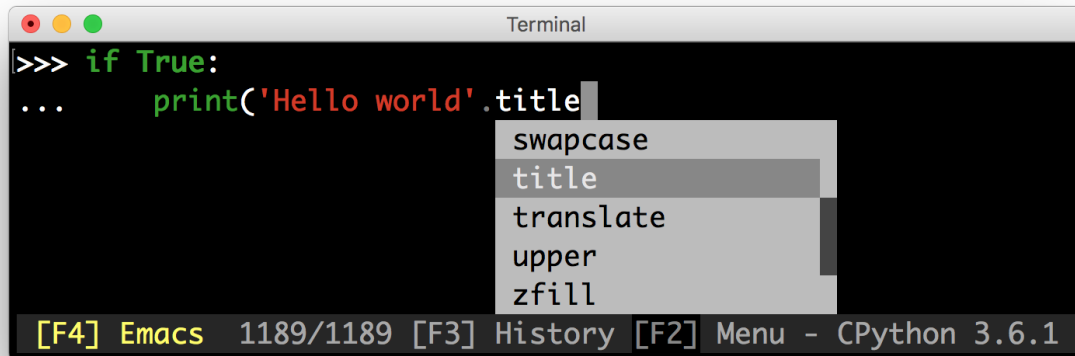 Terminal
>>> if True:
...     print('Hello world'.title
swapcase
title
translate
upper
zfill
[F4] Emacs  1189/1189 [F3] History [F2] Menu - CPython 3.6.1